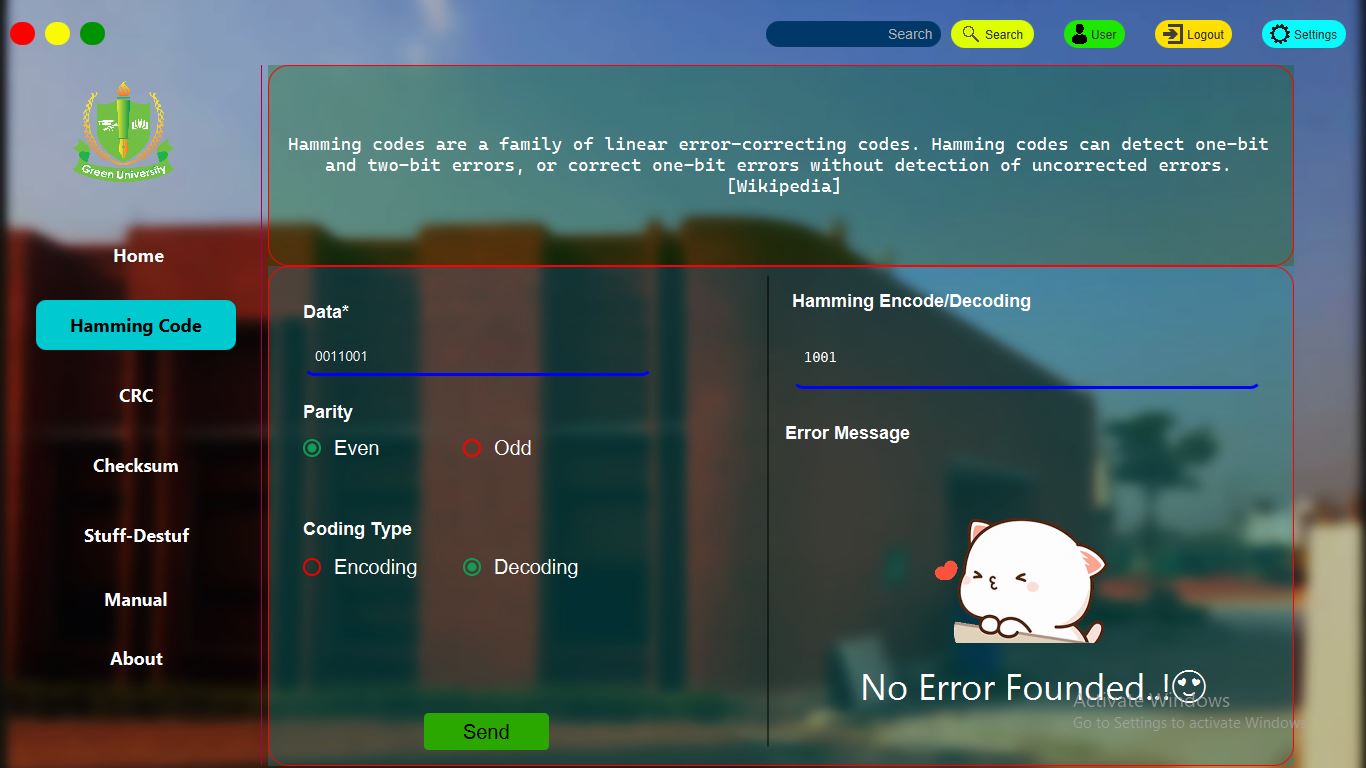 Search
Search
User
Logout
Settings
Green University
Home
Hamming Code
CRC
Checksum
Stuff-Destuf
Manual
About
Hamming codes are a family of linear error-correcting codes. Hamming codes can detect one-bit
and two-bit errors, or correct one-bit errors without detection of uncorrected errors.
[Wikipedia]
Data*
0011001
Parity
Even
Odd
Coding Type
Encoding
Decoding
Send
Hamming Encode/Decoding
1001
Error Message
No Error Founded..!😍
Activate Windows
Go to Settings to activate Windows